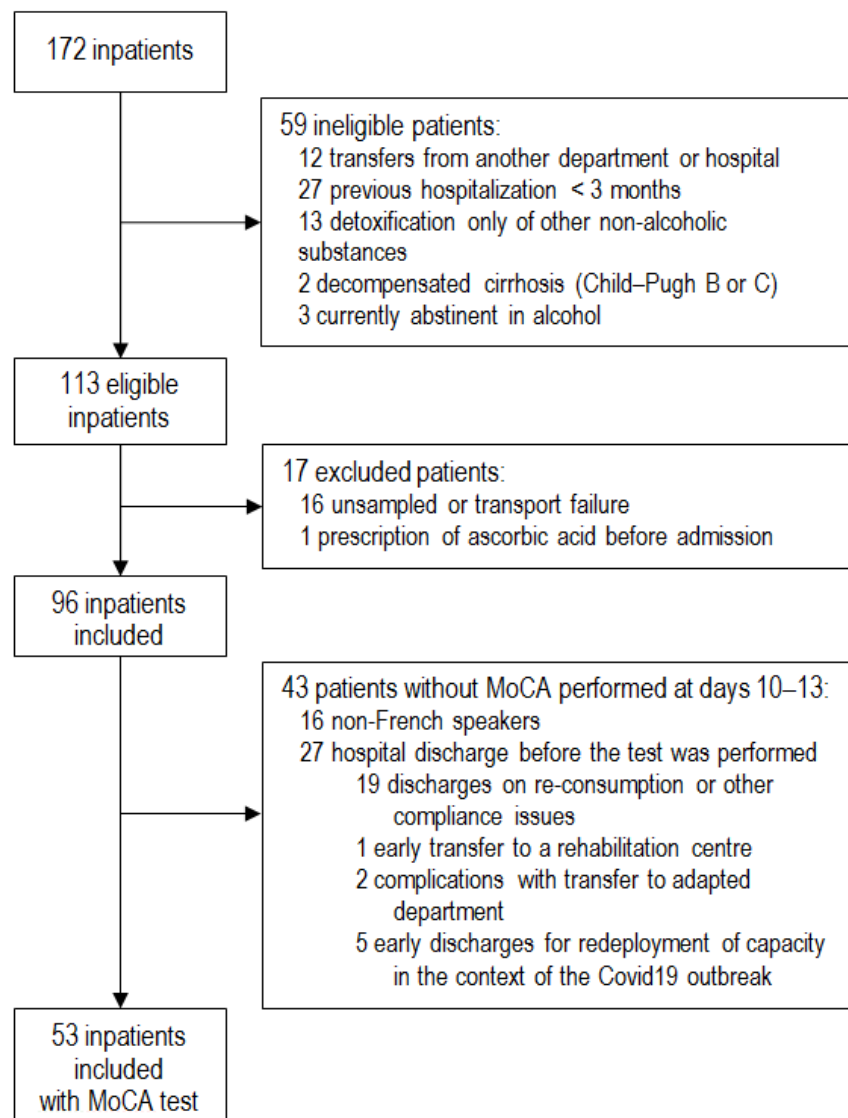 172 inpatients
59 ineligible patients:
12 transfers from another department or hospital
27 previous hospitalization < 3 months
13 detoxification only of other non-alcoholic
substances
2 decompensated cirrhosis (Child–Pugh B or C)
3 currently abstinent in alcohol
113 eligible
inpatients
17 excluded patients:
16 unsampled or transport failure
1 prescription of ascorbic acid before admission
96 inpatients
included
43 patients without MoCA performed at days 10–13:
16 non-French speakers
27 hospital discharge before the test was performed
19 discharges on re-consumption or other
compliance issues
1 early transfer to a rehabilitation centre
2 complications with transfer to adapted
department
5 early discharges for redeployment of capacity
in the context of the Covid19 outbreak
53 inpatients
included
with MoCA test